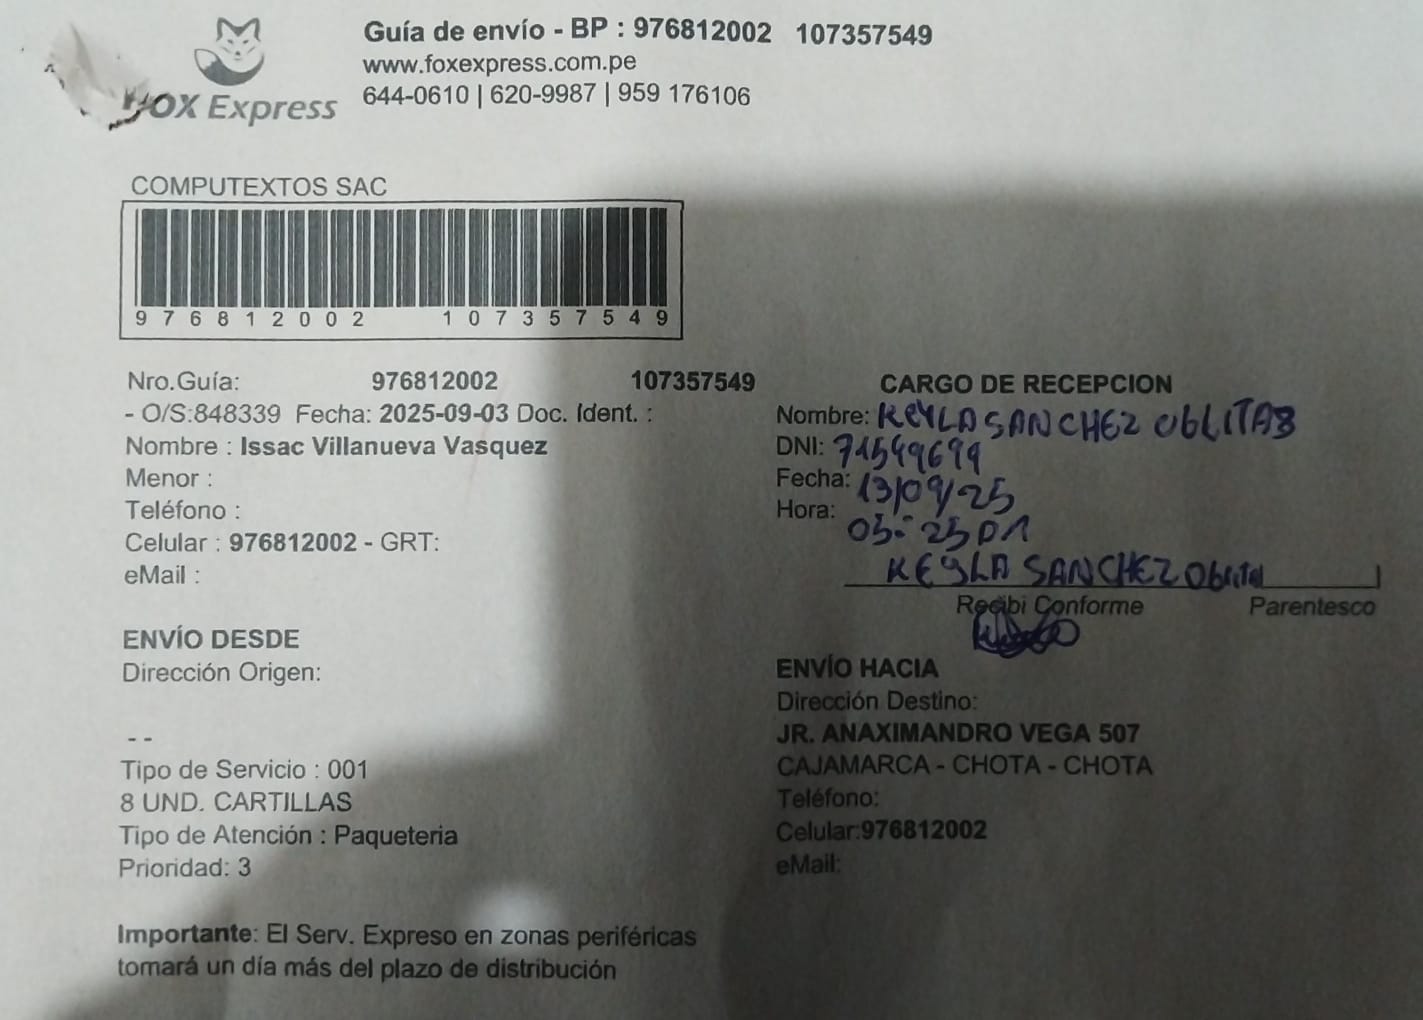 Guía de envío - BP : 976812002 107357549
www.foxexpress.com.pe
644-0610 | 620-9987 | 959 176106
FOX Express
COMPUTEXTOS SAC
976812002 107357549
Nro.Guía: 976812002 107357549
- O/S:848339 Fecha: 2025-09-03 Doc. Ident. :
Nombre : Issac Villanueva Vasquez
Menor :
Teléfono :
Celular : 976812002 - GRT:
eMail :
CARGO DE RECEPCION
Nombre: KEYLA SANCHEZ OBLITAS
DNI: 71549699
Fecha: 13/09/25
Hora: 05:25 PM
KEYLA SANCHEZ Oblitas
Recibi Conforme Parentesco
ENVÍO DESDE
Dirección Origen:
- -
Tipo de Servicio : 001
8 UND. CARTILLAS
Tipo de Atención : Paqueteria
Prioridad: 3
ENVÍO HACIA
Dirección Destino:
JR. ANAXIMANDRO VEGA 507
CAJAMARCA - CHOTA - CHOTA
Teléfono:
Celular:976812002
eMail:
Importante: El Serv. Expreso en zonas periféricas
tomará un día más del plazo de distribución